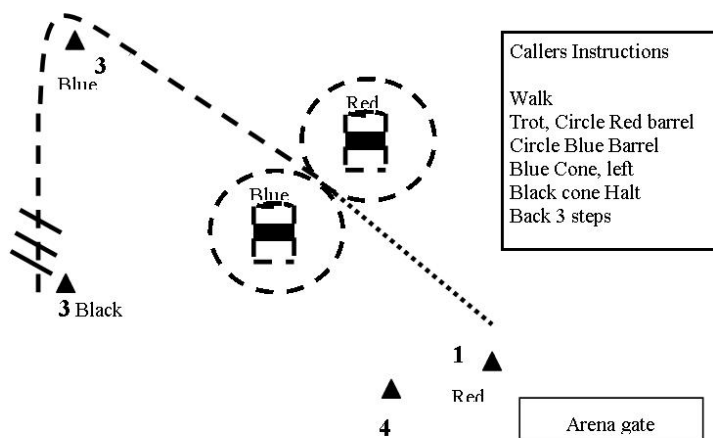 3
Blue
Red
Blue
3 Black
1
Red
4
Callers Instructions
Walk
Trot, Circle Red barrel
Circle Blue Barrel
Blue Cone, left
Black cone Halt
Back 3 steps
Arena gate